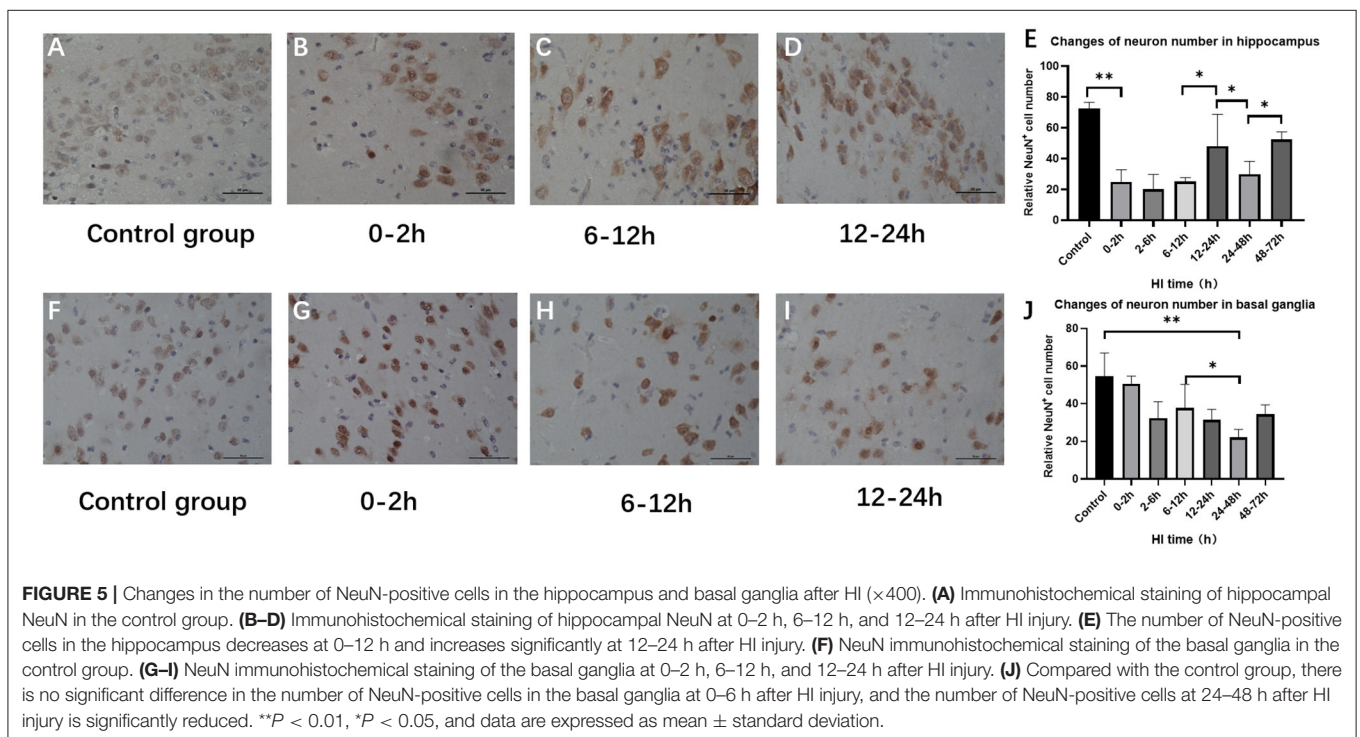 A
B
C
D
Control group
0-2h
6-12h
12-24h
E
Changes of neuron number in hippocampus
Relative NeuN+ cell number
100
80
60
40
20
0
**
*
*
*
Control
0-2h
2-6h
6-12h
12-24h
24-48h
48-72h
HI time（h）
F
G
H
I
Control group
0-2h
6-12h
12-24h
J
Changes of neuron number in basal ganglia
Relative NeuN+ cell number
80
60
40
20
0
**
*
Control
0-2h
2-6h
6-12h
12-24h
24-48h
48-72h
HI time（h）
FIGURE 5 | Changes in the number of NeuN-positive cells in the hippocampus and basal ganglia after HI (×400). (A) Immunohistochemical staining of hippocampal
NeuN in the control group. (B–D) Immunohistochemical staining of hippocampal NeuN at 0–2 h, 6–12 h, and 12–24 h after HI injury. (E) The number of NeuN-positive
cells in the hippocampus decreases at 0–12 h and increases significantly at 12–24 h after HI injury. (F) NeuN immunohistochemical staining of the basal ganglia in the
control group. (G–I) NeuN immunohistochemical staining of the basal ganglia at 0–2 h, 6–12 h, and 12–24 h after HI injury. (J) Compared with the control group, there
is no significant difference in the number of NeuN-positive cells in the basal ganglia at 0–6 h after HI injury, and the number of NeuN-positive cells at 24–48 h after HI
injury is significantly reduced. **P < 0.01, *P < 0.05, and data are expressed as mean ± standard deviation.